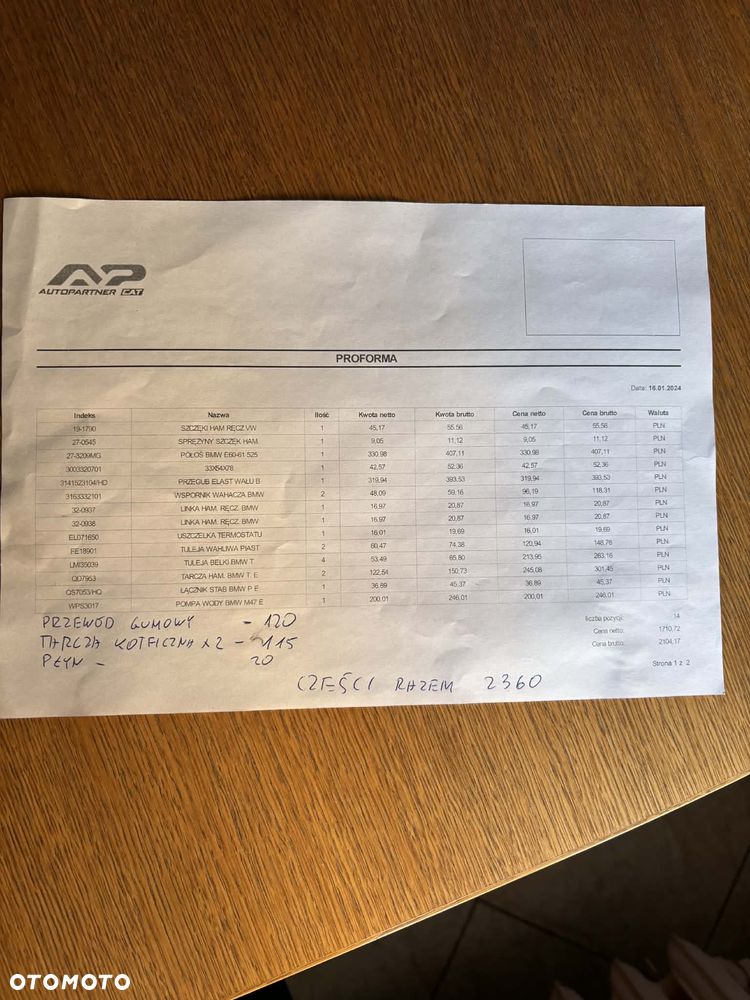 AP
AUTOPARTNER CAT
PROFORMA
Data: 16.01.2024
Indeks Nazwa Ilość Kwota netto Kwota brutto Cena netto Cena brutto Waluta
19-1790 SZCZĘKI HAM RĘCZ VW 1 45,17 55,56 45,17 55,56 PLN
27-0545 SPRĘŻYNY SZCZĘK HAM. 1 9,05 11,12 9,05 11,12 PLN
27-3209MG PÓŁOŚ BMW E60-61 525 1 330,98 407,11 330,98 407,11 PLN
3003320701 33X54X78 1 42,57 52,36 42,57 52,36 PLN
3141523104/HD PRZEGUB ELAST WAŁU B 1 319,94 393,53 319,94 393,53 PLN
3163332101 WSPORNIK WAHACZA BMW 2 48,09 59,16 96,19 118,31 PLN
32-0937 LINKA HAM. RĘCZ. BMW 1 16,97 20,87 16,97 20,87 PLN
32-0938 LINKA HAM. RĘCZ. BMW 1 16,97 20,87 16,97 20,87 PLN
EL071650 USZCZELKA TERMOSTATU 1 16,01 19,69 16,01 19,69 PLN
FE18901 TULEJA WAHLIWA PIAST 2 60,47 74,38 120,94 148,76 PLN
LMI39039 TULEJA BELKI BMW T. 4 53,49 65,80 213,95 263,16 PLN
QD7953 TARCZA HAM. BMW T. E 2 122,54 150,73 245,08 301,45 PLN
QS7053/HQ ŁĄCZNIK STAB BMW P E 1 36,89 45,37 36,89 45,37 PLN
WPS3017 POMPA WODY BMW M47 E 1 200,01 246,01 200,01 246,01 PLN
liczba pozycji: 14
Cena netto: 1710,72
Cena brutto: 2104,17
Strona 1 z 2
PRZEWÓD GUMOWY - 120
TARCZA KOTFICZNA x2 - 115
PŁYN - 20
CZĘŚCI RAZEM 2360
OTOMOTO